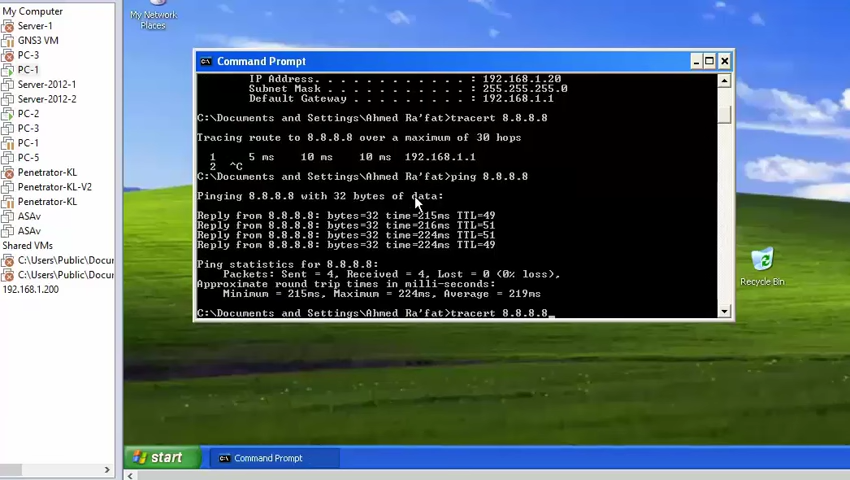 My Computer
Server-1
GNS3 VM
PC-3
PC-1
Server-2012-1
Server-2012-2
PC-2
PC-3
PC-1
PC-5
Penetrator-KL
Penetrator-KL-V2
Penetrator-KL
ASAv
ASAv
Shared VMs
C:\Users\Public\Docur
C:\Users\Public\Docur
192.168.1.200
My Network
Places
Command Prompt
IP Address. . . . . . . . . . . . : 192.168.1.20
Subnet Mask . . . . . . . . . . . : 255.255.255.0
Default Gateway . . . . . . . . . : 192.168.1.1
C:\Documents and Settings\Ahmed Ra'fat>tracert 8.8.8.8
Tracing route to 8.8.8.8 over a maximum of 30 hops
1 5 ms 10 ms 10 ms 192.168.1.1
2 ^C
C:\Documents and Settings\Ahmed Ra'fat>ping 8.8.8.8
Pinging 8.8.8.8 with 32 bytes of data:
Reply from 8.8.8.8: bytes=32 time=215ms TTL=49
Reply from 8.8.8.8: bytes=32 time=216ms TTL=51
Reply from 8.8.8.8: bytes=32 time=224ms TTL=51
Reply from 8.8.8.8: bytes=32 time=224ms TTL=49
Ping statistics for 8.8.8.8:
Packets: Sent = 4, Received = 4, Lost = 0 (0% loss),
Approximate round trip times in milli-seconds:
Minimum = 215ms, Maximum = 224ms, Average = 219ms
C:\Documents and Settings\Ahmed Ra'fat>tracert 8.8.8.8_
Recycle Bin
start
Command Prompt